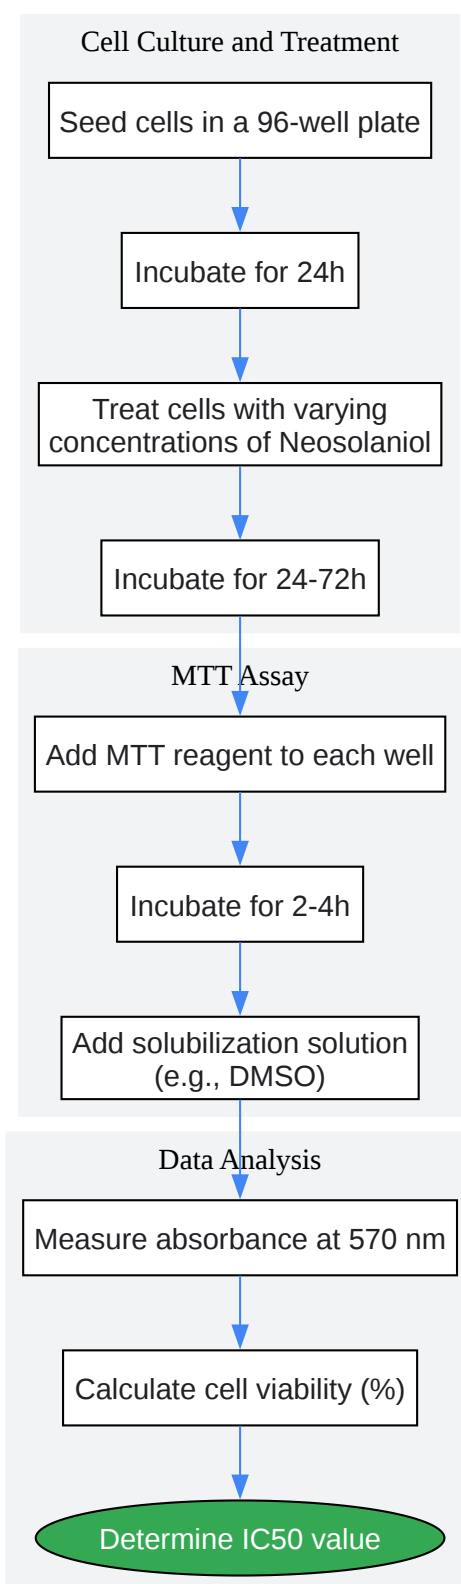 Cell Culture and Treatment
Seed cells in a 96-well plate
Incubate for 24h
Treat cells with varying
concentrations of Neosolaniol
Incubate for 24-72h
MTT Assay
Add MTT reagent to each well
Incubate for 2-4h
Add solubilization solution
(e.g., DMSO)
Data Analysis
Measure absorbance at 570 nm
Calculate cell viability (%)
Determine IC50 value